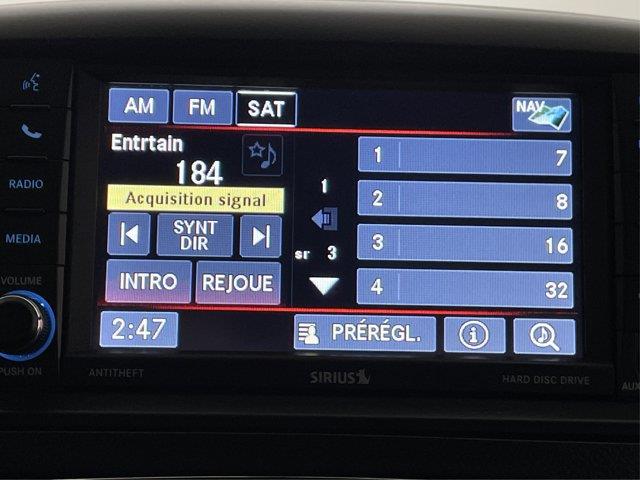 AM FM SAT NAV
Entrtain
184
Acquisition signal
SYNT
DIR
INTRO REJOUE
1
sr 3
1 7
2 8
3 16
4 32
2:47 PRÉRÉGL.
RADIO
MEDIA
VOLUME
PUSH ON
ANTITHEFT SIRIUS HARD DISC DRIVE
AUX